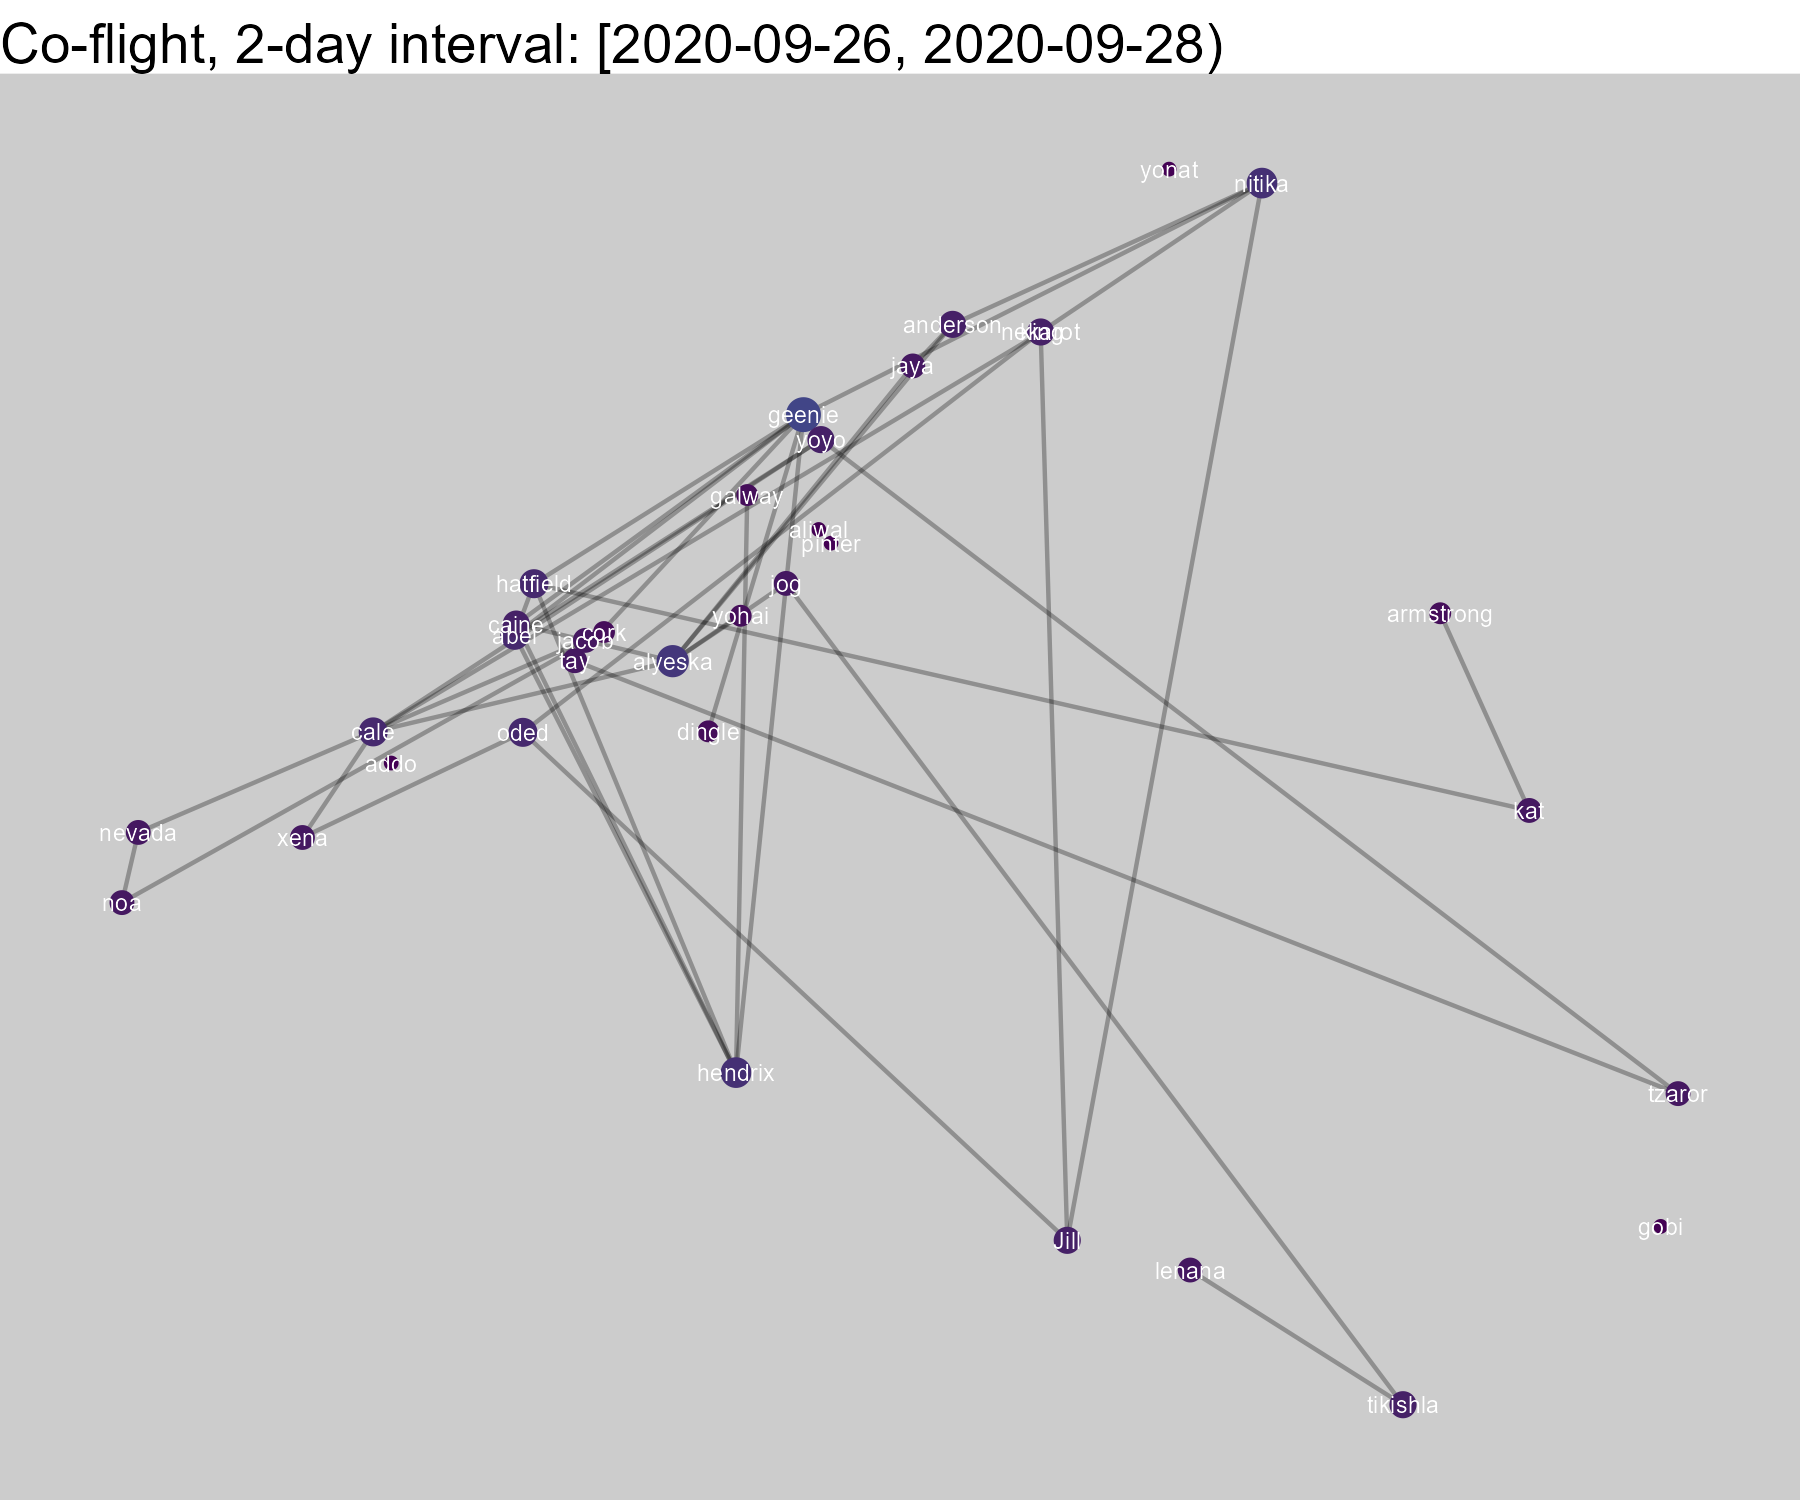 Co-flight, 2-day interval: [2020-09-26, 2020-09-28)
yonat
nitika
anderson
king
jaya
geenie
yoyo
galway
aliwal
pinter
hatfield
jog
armstrong
yohai
caine
abel
cork
jacob
tay
alyeska
cale
oded
dingle
addo
kat
nevada
xena
noa
hendrix
tzaror
gobi
Jill
lenana
tikishla